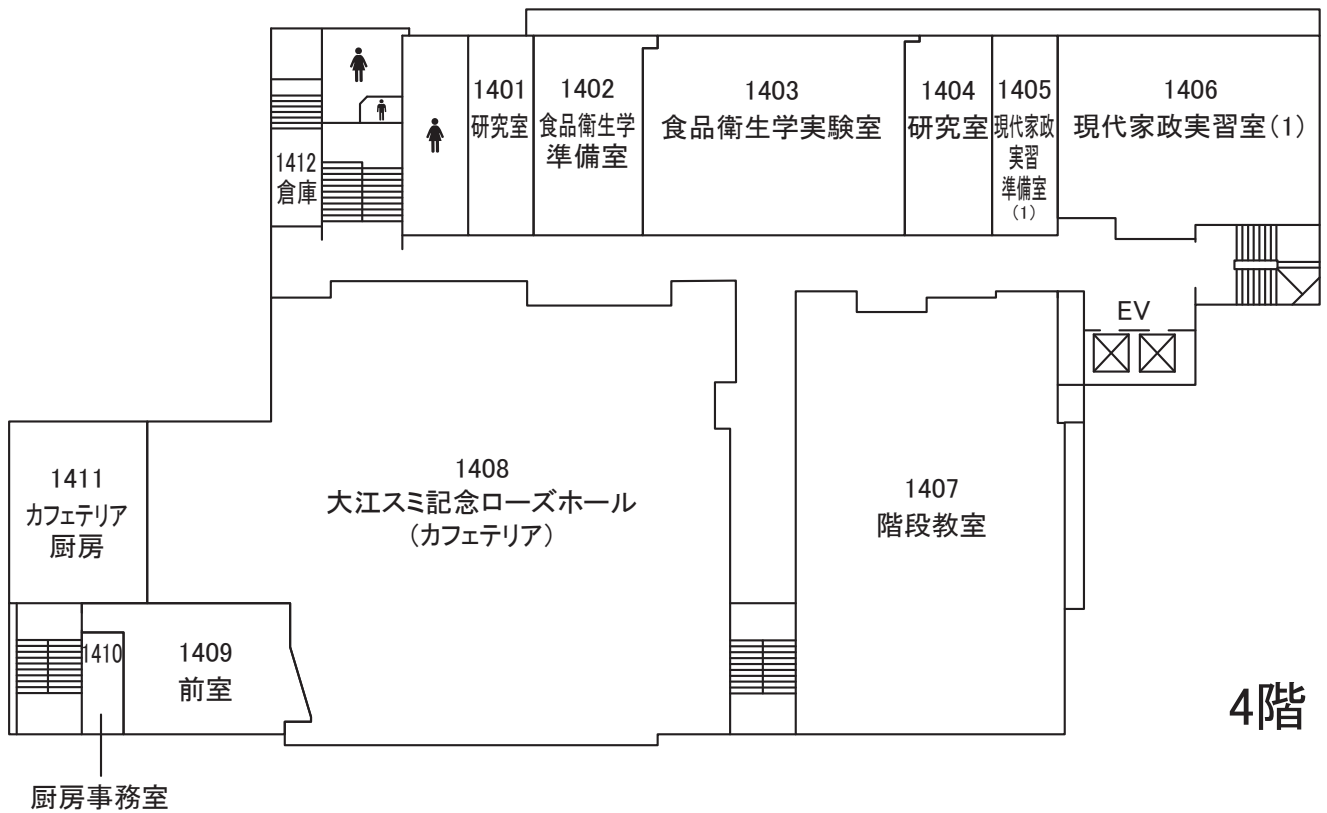 1401
研究室
1402
食品衛生学
準備室
1403
食品衛生学実験室
1404
研究室
1405
現代家政
実習
準備室
(1)
1406
現代家政実習室(1)
1412
倉庫
EV
1411
カフェテリア
厨房
1408
大江スミ記念ローズホール
(カフェテリア)
1407
階段教室
1410
1409
前室
4階
厨房事務室